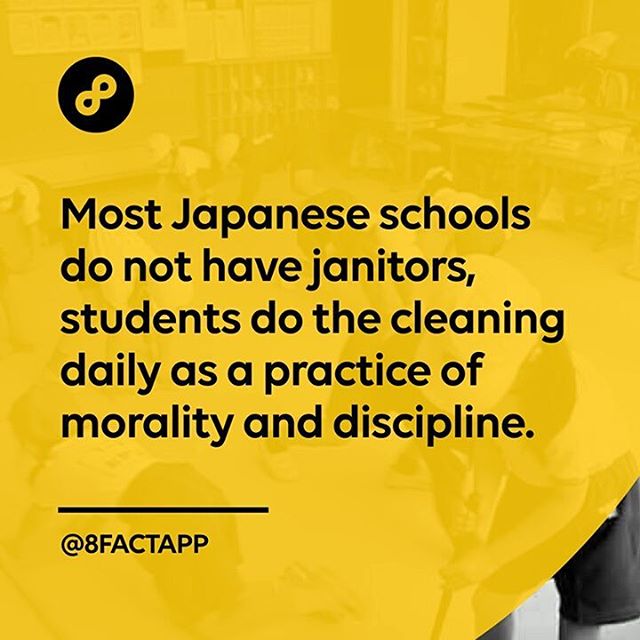 Most Japanese schools
do not have janitors,
students do the cleaning
daily as a practice of
morality and discipline.
@8FACTAPP